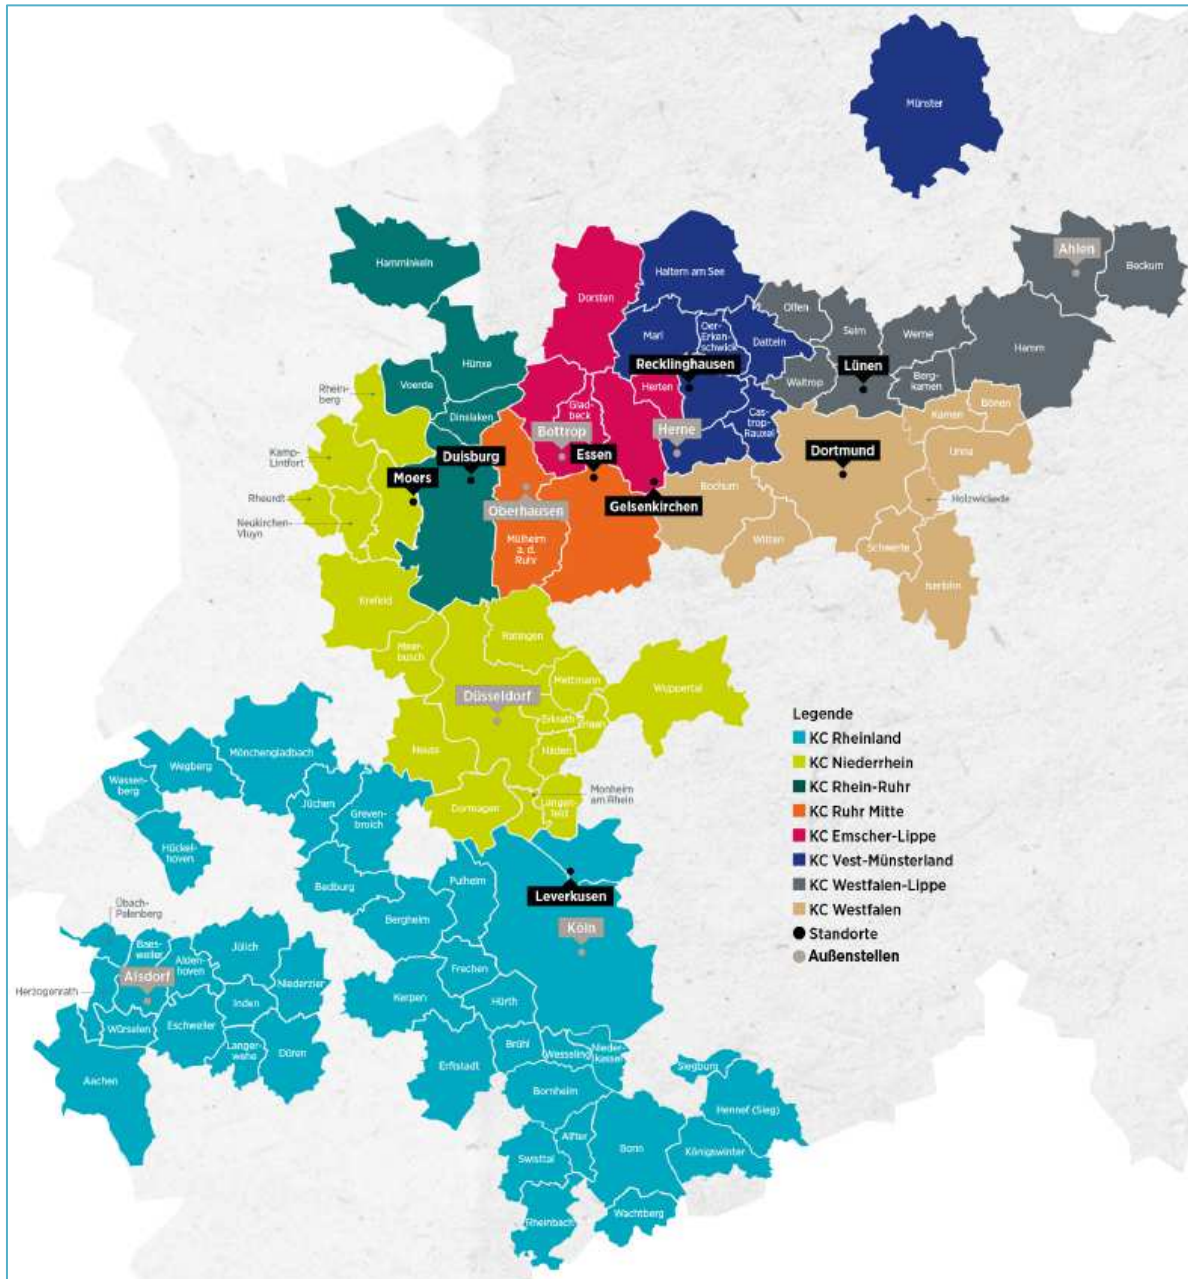 Münster
Hamminkeln
Dorsten
Haltern am See
Ahlen
Beckum
Olfen
Selm
Werne
Hamm
Marl
Oer-
Erken-
schwick
Datteln
Recklinghausen
Waltrop
Lünen
Berg-
kamen
Hünxe
Voerde
Rhein-
berg
Dinslaken
Glad-
beck
Herten
Cas-
trop-
Rauxel
Kamen
Bönen
Bottrop
Herne
Unna
Kamp-
Lintfort
Duisburg
Essen
Dortmund
Moers
Rheurdt
Oberhausen
Gelsenkirchen
Bochum
Holzwickede
Neukirchen-
Vluyn
Mülheim
a. d.
Ruhr
Witten
Schwerte
Iserlohn
Krefeld
Ratingen
Meer-
busch
Mettmann
Wuppertal
Düsseldorf
Erkrath
Haan
Hilden
Neuss
Monheim
am Rhein
Langen-
feld
Dormagen
Legende
KC Rheinland
KC Niederrhein
KC Rhein-Ruhr
KC Ruhr Mitte
KC Emscher-Lippe
KC Vest-Münsterland
KC Westfalen-Lippe
KC Westfalen
Standorte
Außenstellen
Mönchengladbach
Wegberg
Wassen-
berg
Jüchen
Greven-
broich
Hückel-
hoven
Bedburg
Pulheim
Leverkusen
Bergheim
Köln
Übach-
Palenberg
Baes-
weiler
Alden-
hoven
Jülich
Alsdorf
Niederzier
Herzogenrath
Inden
Frechen
Kerpen
Hürth
Würselen
Eschweiler
Langer-
wehe
Düren
Aachen
Erftstadt
Brühl
Wesseling
Nieder-
kassel
Bornheim
Siegburg
Hennef (Sieg)
Alfter
Bonn
Königswinter
Swisttal
Rheinbach
Wachtberg